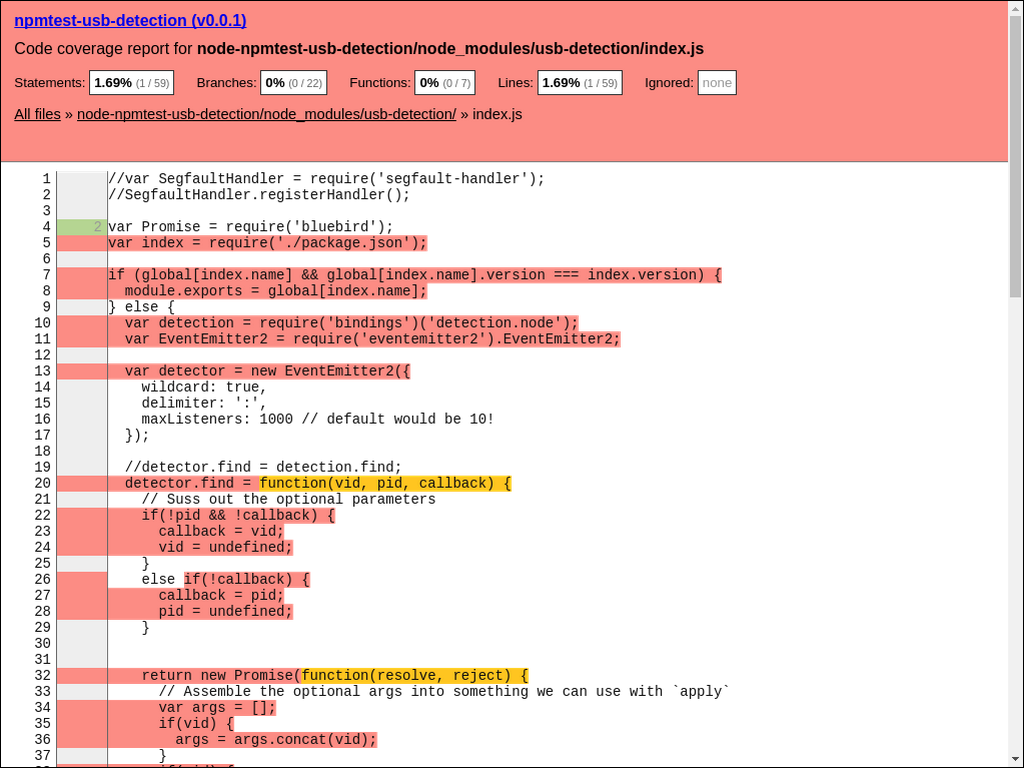 npmtest-usb-detection (v0.0.1)
Code coverage report for node-npmtest-usb-detection/node_modules/usb-detection/index.js
Statements: 1.69% (1 / 59) Branches: 0% (0 / 22) Functions: 0% (0 / 7) Lines: 1.69% (1 / 59) Ignored: none
All files » node-npmtest-usb-detection/node_modules/usb-detection/ » index.js
1 //var SegfaultHandler = require('segfault-handler');
2 //SegfaultHandler.registerHandler();
3
4 2 var Promise = require('bluebird');
5 var index = require('./package.json');
6
7 if (global[index.name] && global[index.name].version === index.version) {
8 module.exports = global[index.name];
9 } else {
10 var detection = require('bindings')('detection.node');
11 var EventEmitter2 = require('eventemitter2').EventEmitter2;
12
13 var detector = new EventEmitter2({
14 wildcard: true,
15 delimiter: ':',
16 maxListeners: 1000 // default would be 10!
17 });
18
19 //detector.find = detection.find;
20 detector.find = function(vid, pid, callback) {
21 // Suss out the optional parameters
22 if(!pid && !callback) {
23 callback = vid;
24 vid = undefined;
25 }
26 else if(!callback) {
27 callback = pid;
28 pid = undefined;
29 }
30
31
32 return new Promise(function(resolve, reject) {
33 // Assemble the optional args into something we can use with `apply`
34 var args = [];
35 if(vid) {
36 args = args.concat(vid);
37 }